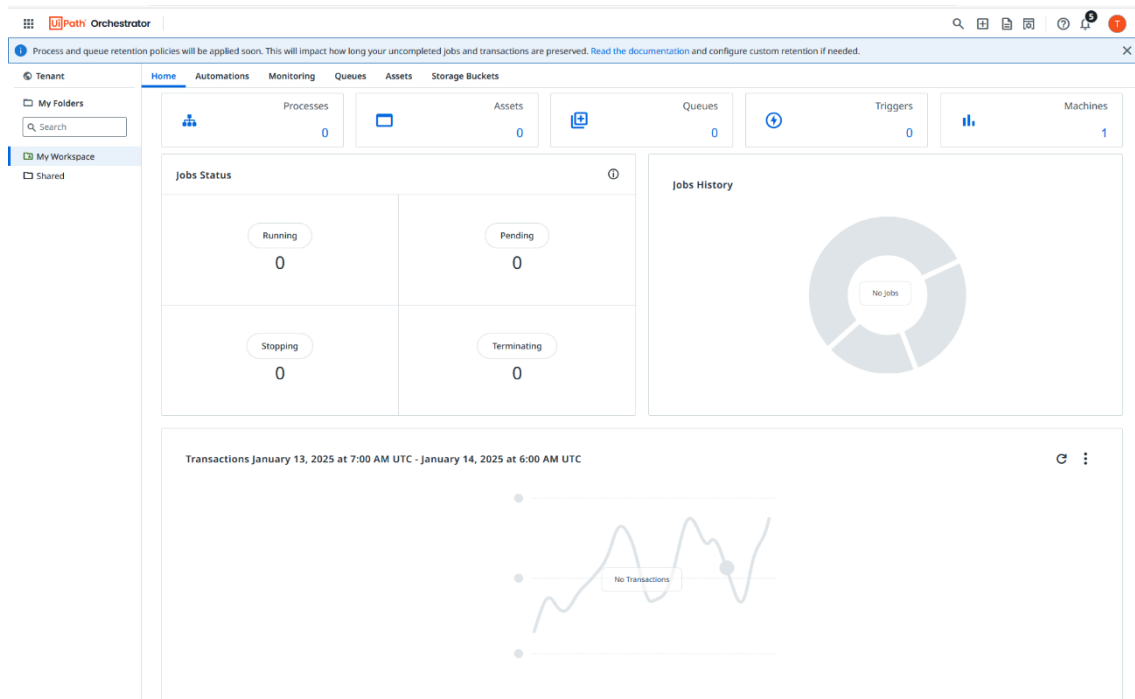 UiPath Orchestrator
5
T
Process and queue retention policies will be applied soon. This will impact how long your uncompleted jobs and transactions are preserved. Read the documentation and configure custom retention if needed.
Tenant
Home Automations Monitoring Queues Assets Storage Buckets
My Folders
Search
My Workspace
Shared
Processes
0
Assets
0
Queues
0
Triggers
0
Machines
1
Jobs Status
Running
0
Pending
0
Stopping
0
Terminating
0
Jobs History
No Jobs
Transactions January 13, 2025 at 7:00 AM UTC - January 14, 2025 at 6:00 AM UTC
No Transactions